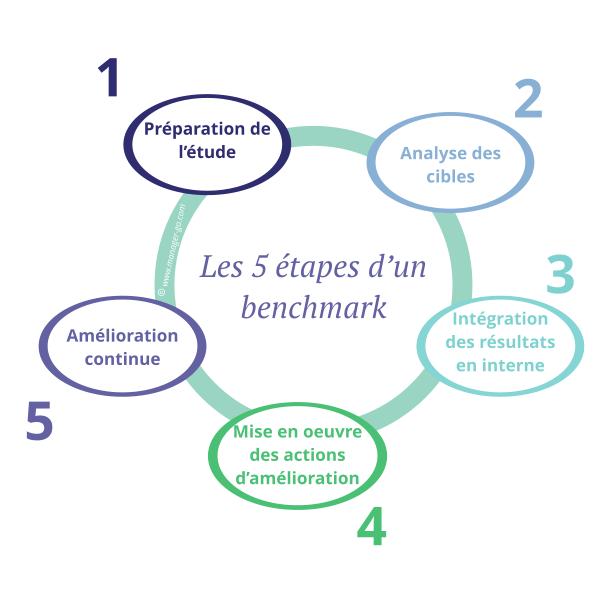 1
Préparation de
l’étude
2
Analyse des
cibles
3
Intégration
des résultats
en interne
4
Mise en oeuvre
des actions
d’amélioration
5
Amélioration
continue
Les 5 étapes d’un
benchmark
© www.manager-go.com